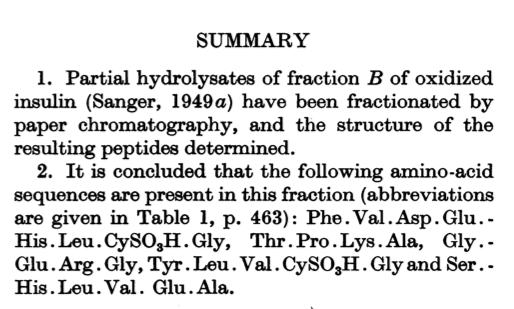 SUMMARY
1. Partial hydrolysates of fraction B of oxidized
insulin (Sanger, 1949a) have been fractionated by
paper chromatography, and the structure of the
resulting peptides determined.
2. It is concluded that the following amino-acid
sequences are present in this fraction (abbreviations
are given in Table 1, p. 463): Phe.Val.Asp.Glu.-
His.Leu.CySO₃H.Gly, Thr.Pro.Lys.Ala, Gly.-
Glu.Arg.Gly, Tyr.Leu.Val.CySO₃H.Gly and Ser.-
His.Leu.Val. Glu.Ala.